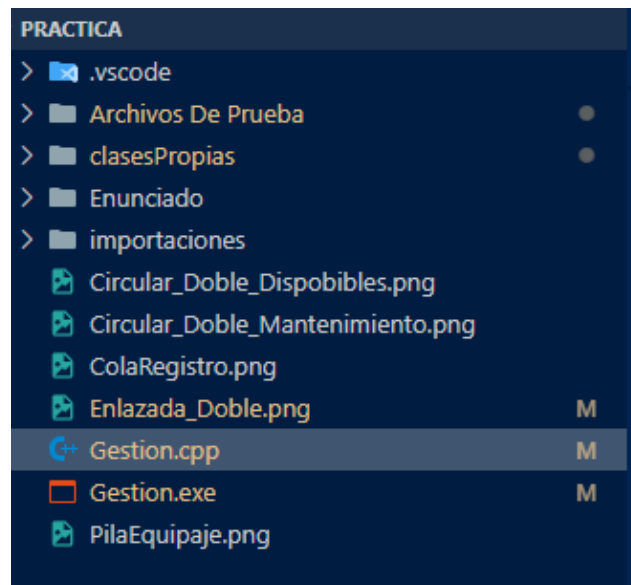 PRACTICA
.vscode
Archivos De Prueba
clasesPropias
Enunciado
importaciones
Circular_Doble_Dispobibles.png
Circular_Doble_Mantenimiento.png
ColaRegistro.png
Enlazada_Doble.png M
Gestion.cpp M
Gestion.exe M
PilaEquipaje.png